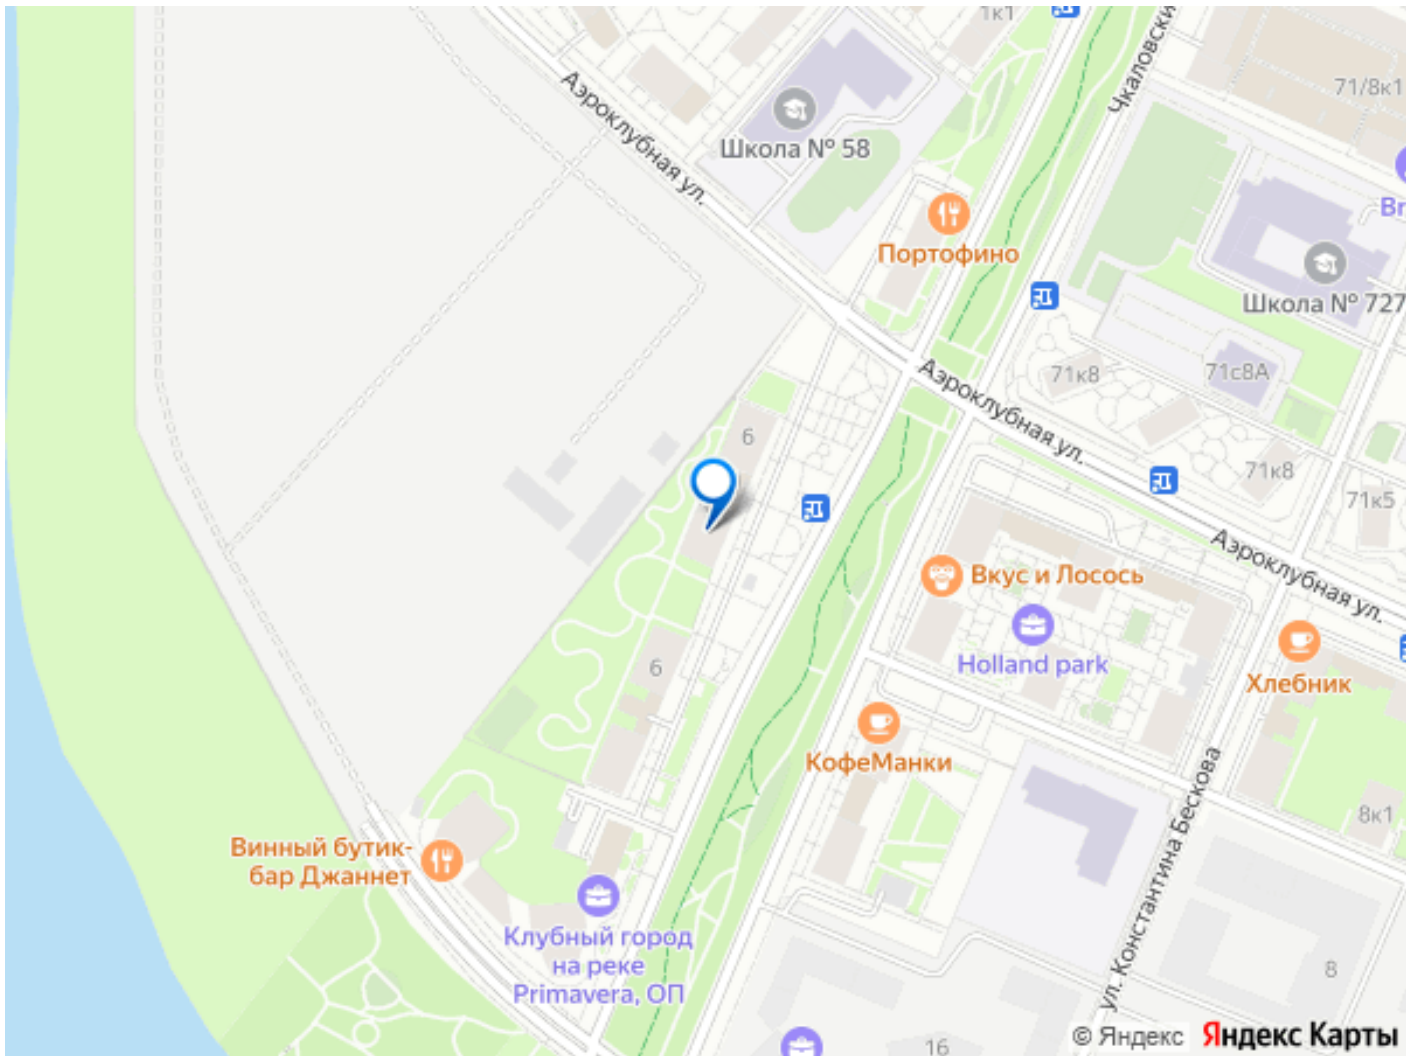 1к1
Чкаловски
71/8к1
Аэроклубная ул.
Школа № 58
Br
Портофино
Школа № 727
Аэроклубная ул.
71к8
71с8А
6
71к8
71к5
Аэроклубная ул.
Вкус и Лосось
Holland park
6
Хлебник
КофеМанки
ул. Константина Бескова
8к1
Винный бутик-
бар Джаннет
Клубный город
на реке
Primavera, ОП
8
16
© Яндекс Яндекс Карты